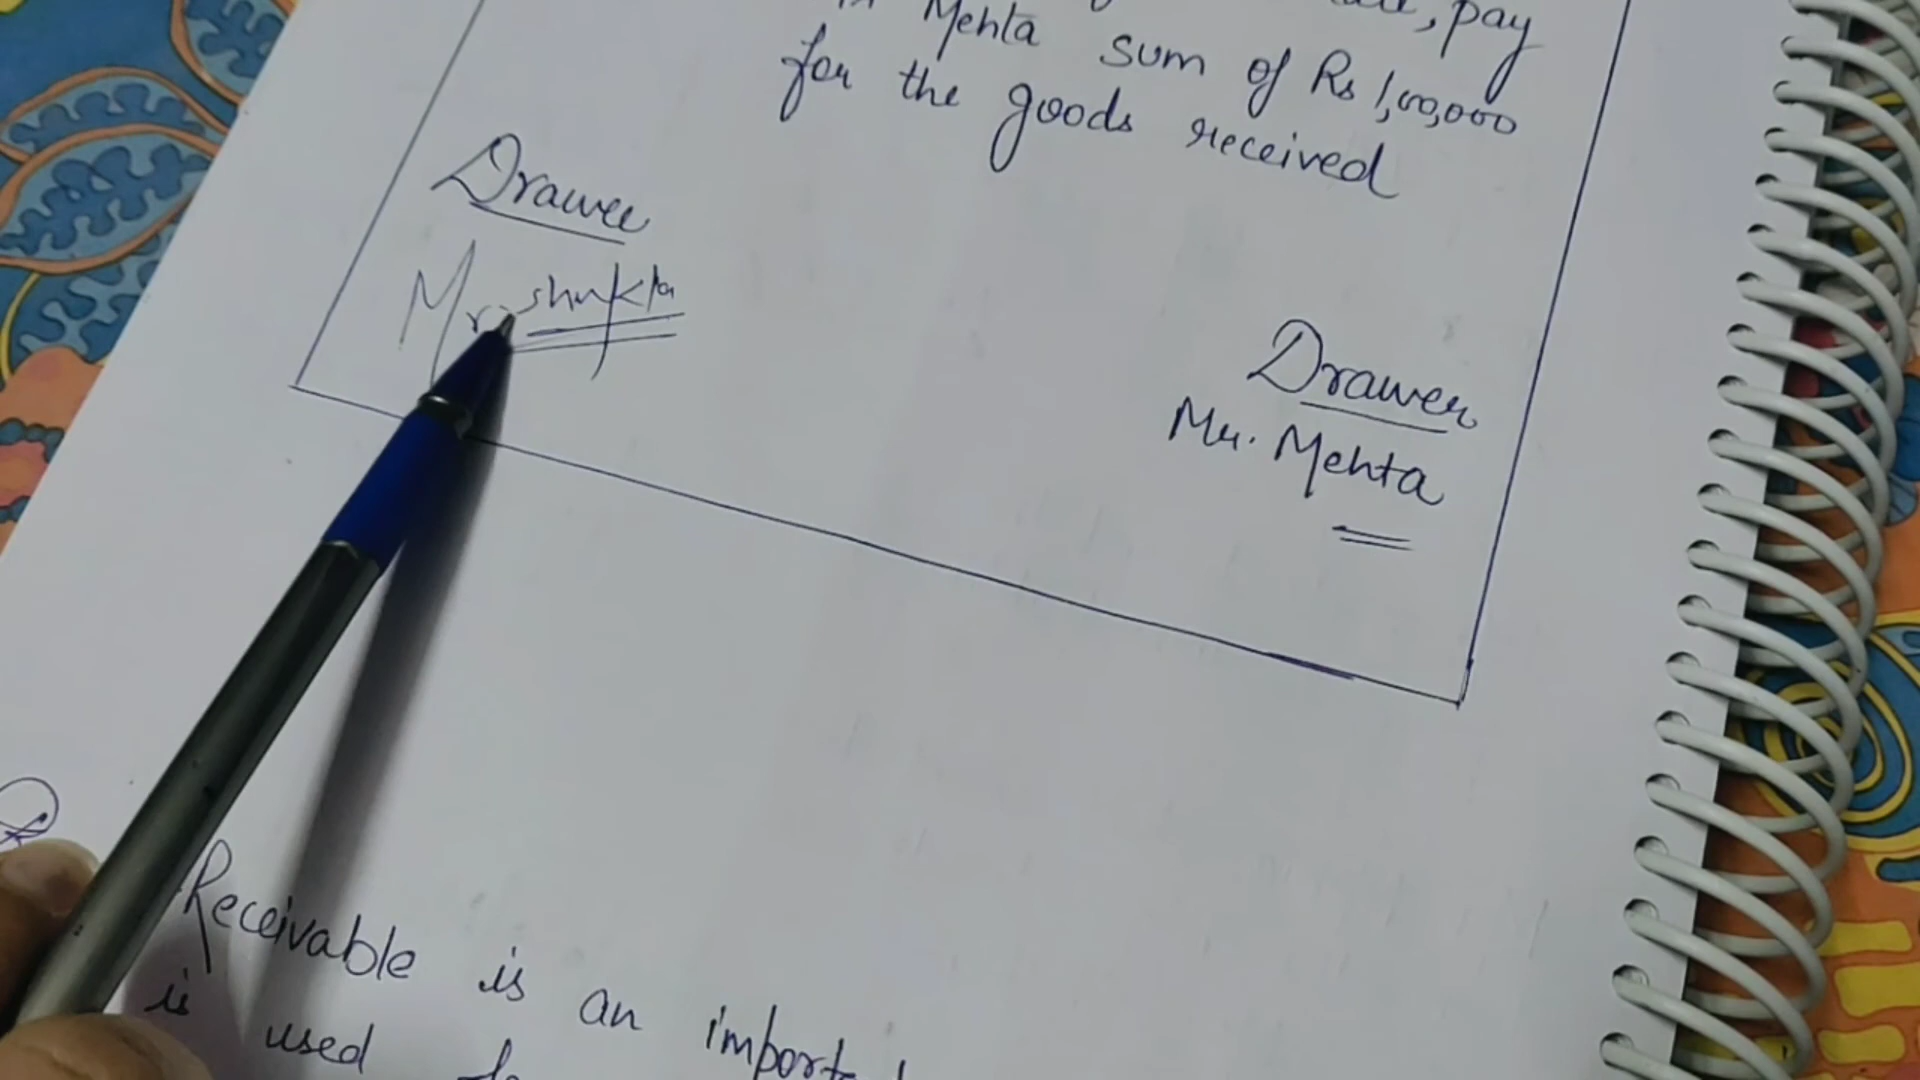 pay
Mehta sum of Rs 1,00,000
for the goods received
Drawee
Mr. Shukla
Drawer
Mr. Mehta
Receivable is an
is used